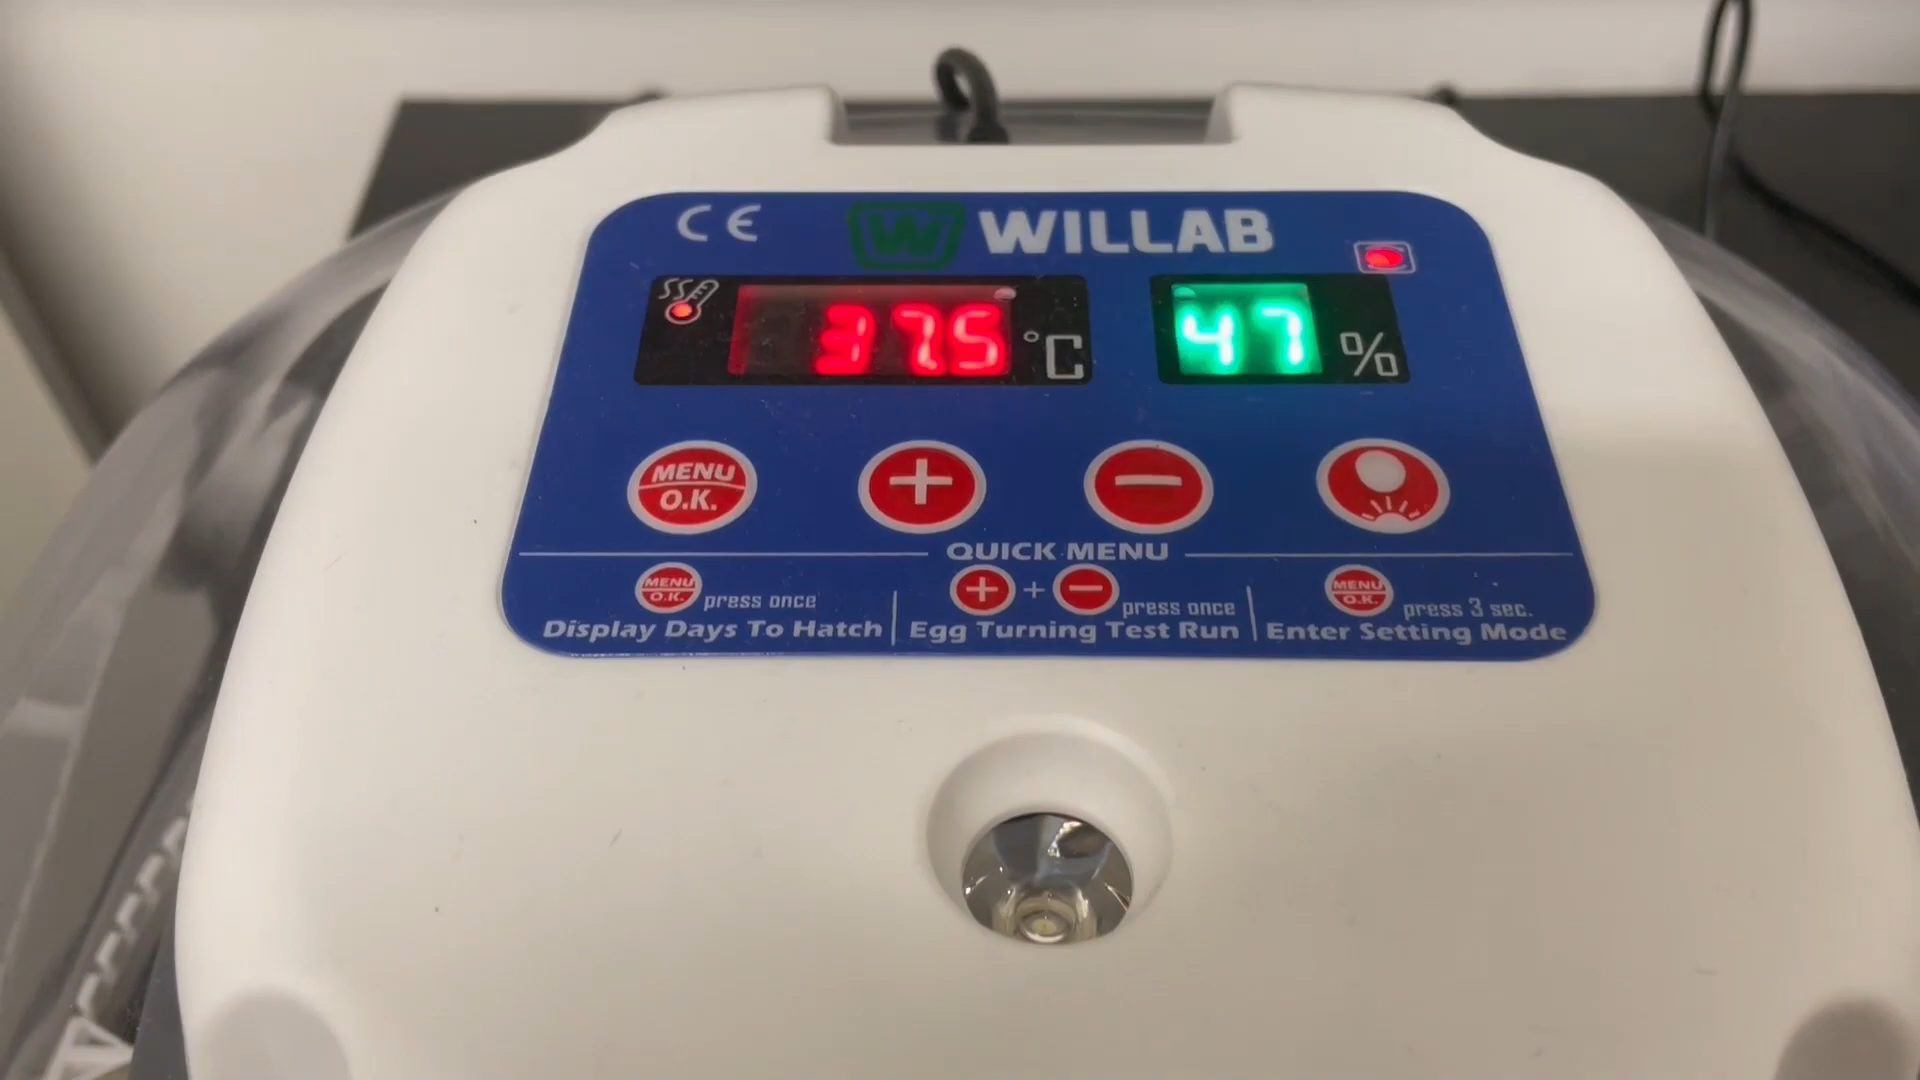 CE W WILLAB
37.5 °C 47 %
MENU O.K. + −
QUICK MENU
MENU O.K. press once + + − press once MENU O.K. press 3 sec.
Display Days To Hatch Egg Turning Test Run Enter Setting Mode